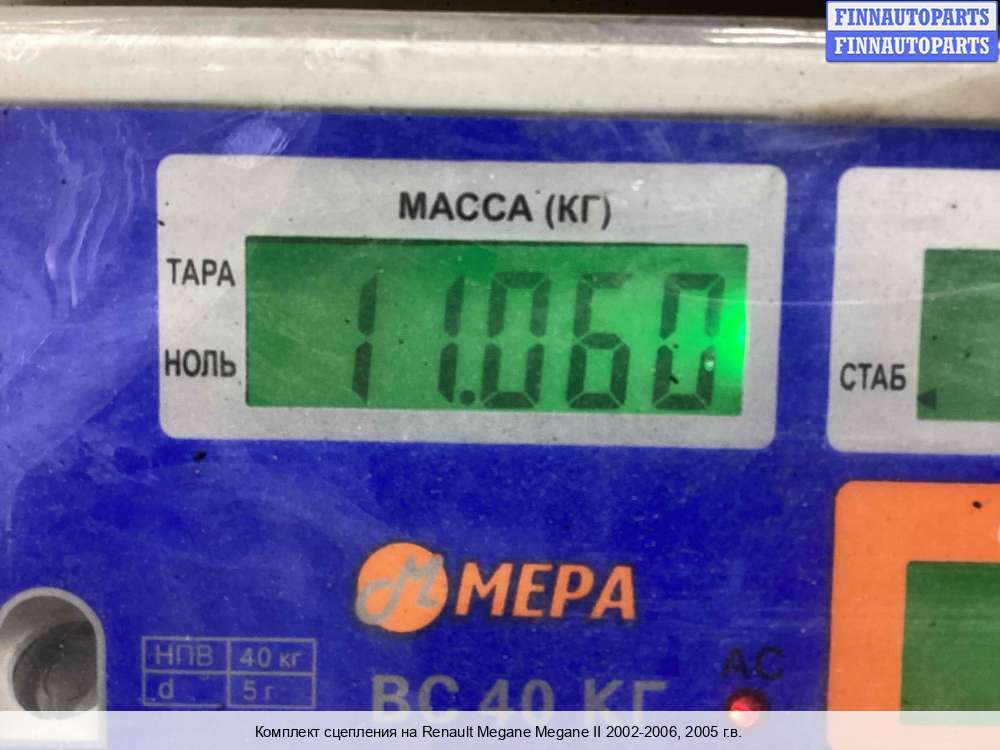 FINNAUTOPARTS
FINNAUTOPARTS
МАССА (КГ)
ТАРА
НОЛЬ
11.060
СТАБ
М МЕРА
НПВ 40 кг
d 5 г
ВС 40 КГ
AC
Комплект сцепления на Renault Megane Megane II 2002-2006, 2005 г.в.